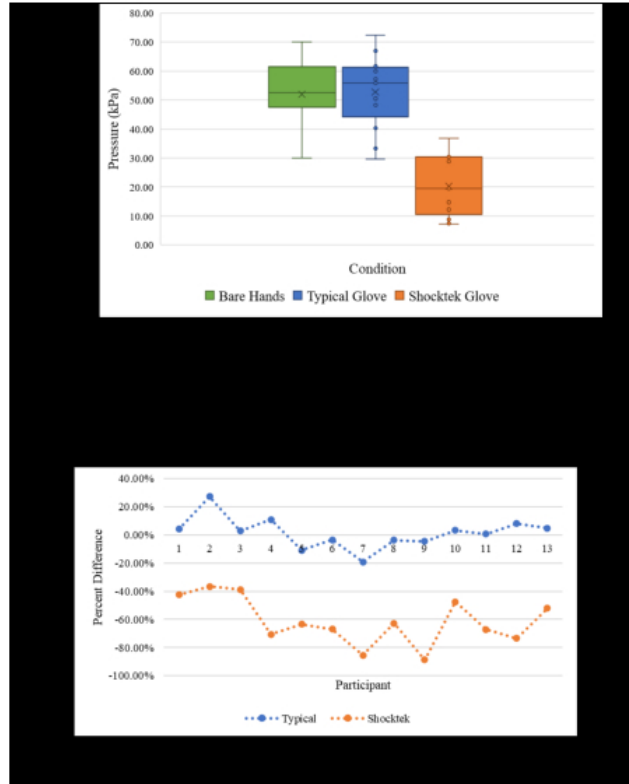 80.00
70.00
60.00
50.00
40.00
30.00
20.00
10.00
0.00
Pressure (kPa)
Condition
Bare Hands Typical Glove Shocktek Glove
40.00%
20.00%
0.00%
-20.00%
-40.00%
-60.00%
-80.00%
-100.00%
Percent Difference
1 2 3 4 5 6 7 8 9 10 11 12 13
Participant
Typical Shocktek